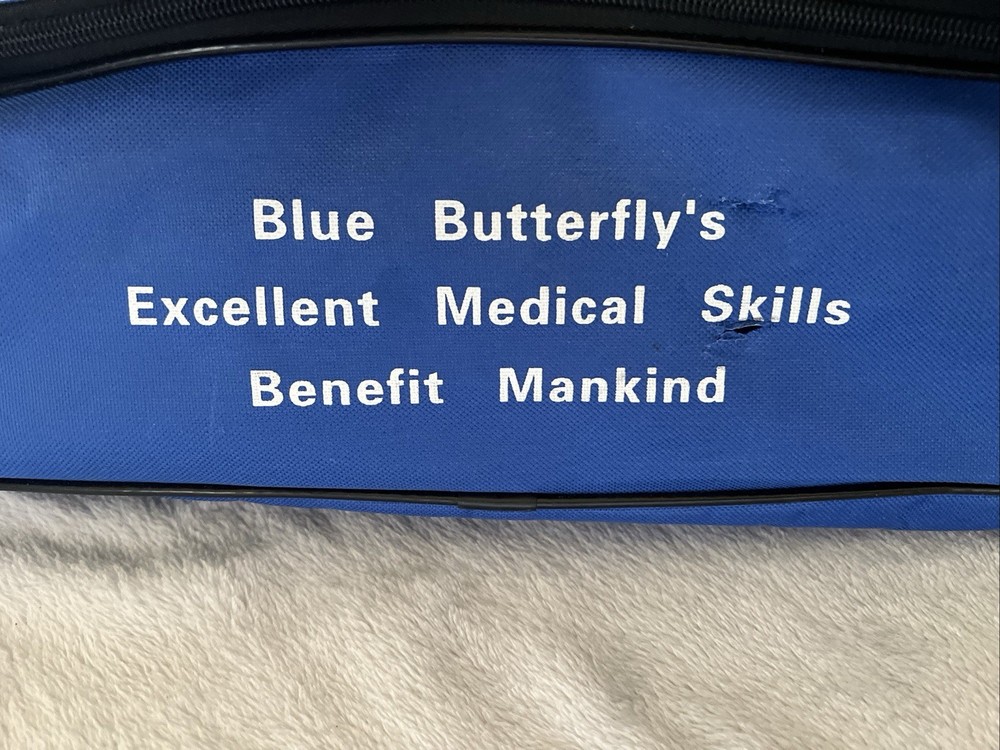 Blue Butterfly's
Excellent Medical Skills
Benefit Mankind